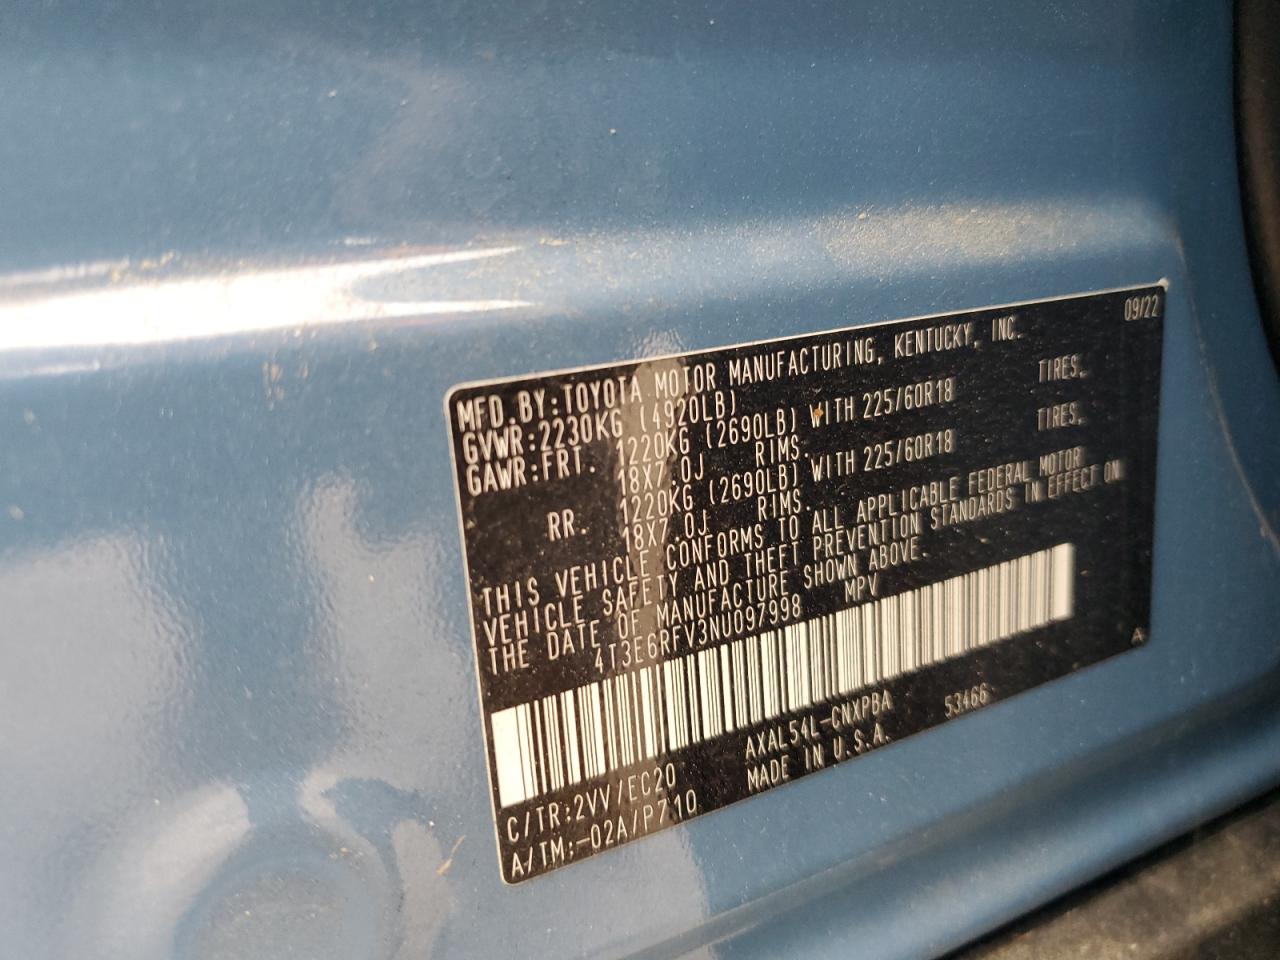 09/22
MFD.BY:TOYOTA MOTOR MANUFACTURING, KENTUCKY, INC.
GVWR:2230KG (4920LB)
GAWR:FRT. 1220KG (2690LB) WITH 225/60R18 TIRES.
18X7.0J RIMS.
RR. 1220KG (2690LB) WITH 225/60R18 TIRES.
18X7.0J RIMS.
THIS VEHICLE CONFORMS TO ALL APPLICABLE FEDERAL MOTOR
VEHICLE SAFETY AND THEFT PREVENTION STANDARDS IN EFFECT ON
THE DATE OF MANUFACTURE SHOWN ABOVE.
4T3E6RFV3NU097998 MPV
A
C/TR:2VV/EC20 AXAL54L-CNXPBA 53466
A/TM:-02A/P710 MADE IN U.S.A.